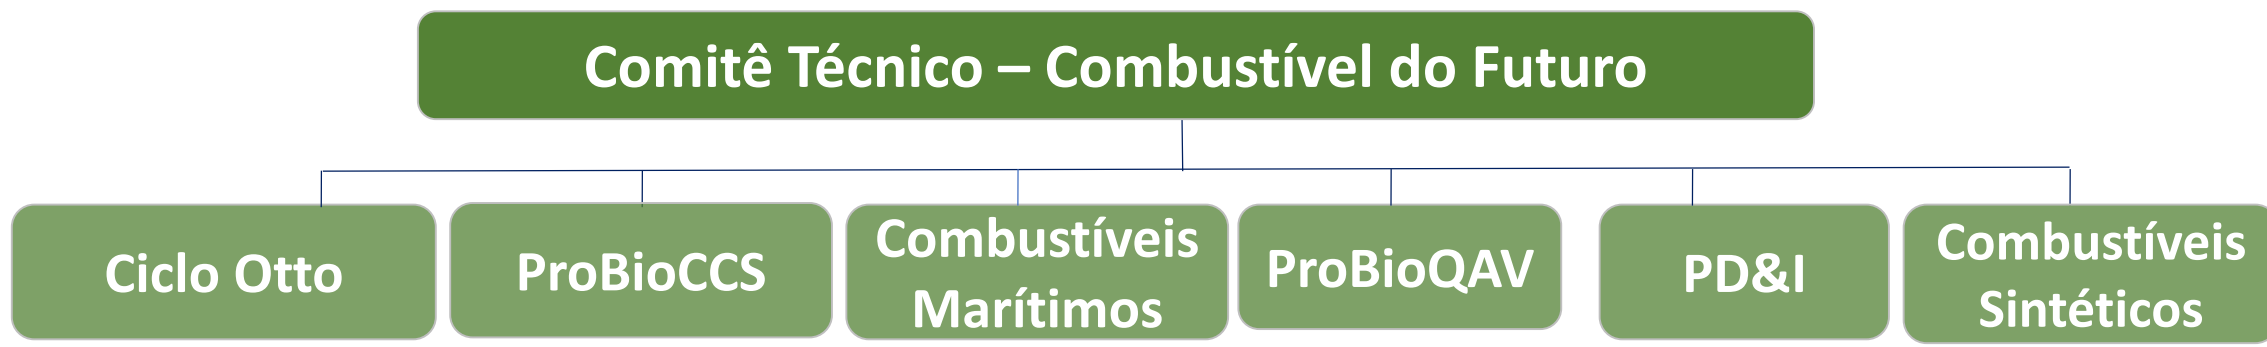 Comitê Técnico – Combustível do Futuro
Ciclo Otto
ProBioCCS
Combustíveis
Marítimos
ProBioQAV
PD&I
Combustíveis
Sintéticos